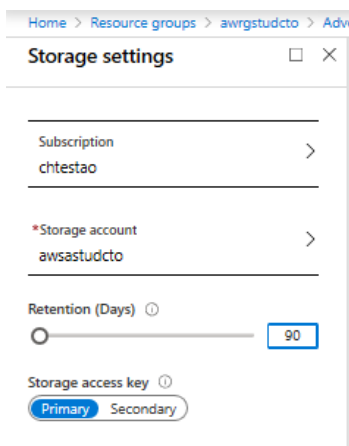 Home > Resource groups > awrgstudcto > Adv
Storage settings
Subscription
chtestao
*Storage account
awsastudcto
Retention (Days)
90
Storage access key
Primary Secondary